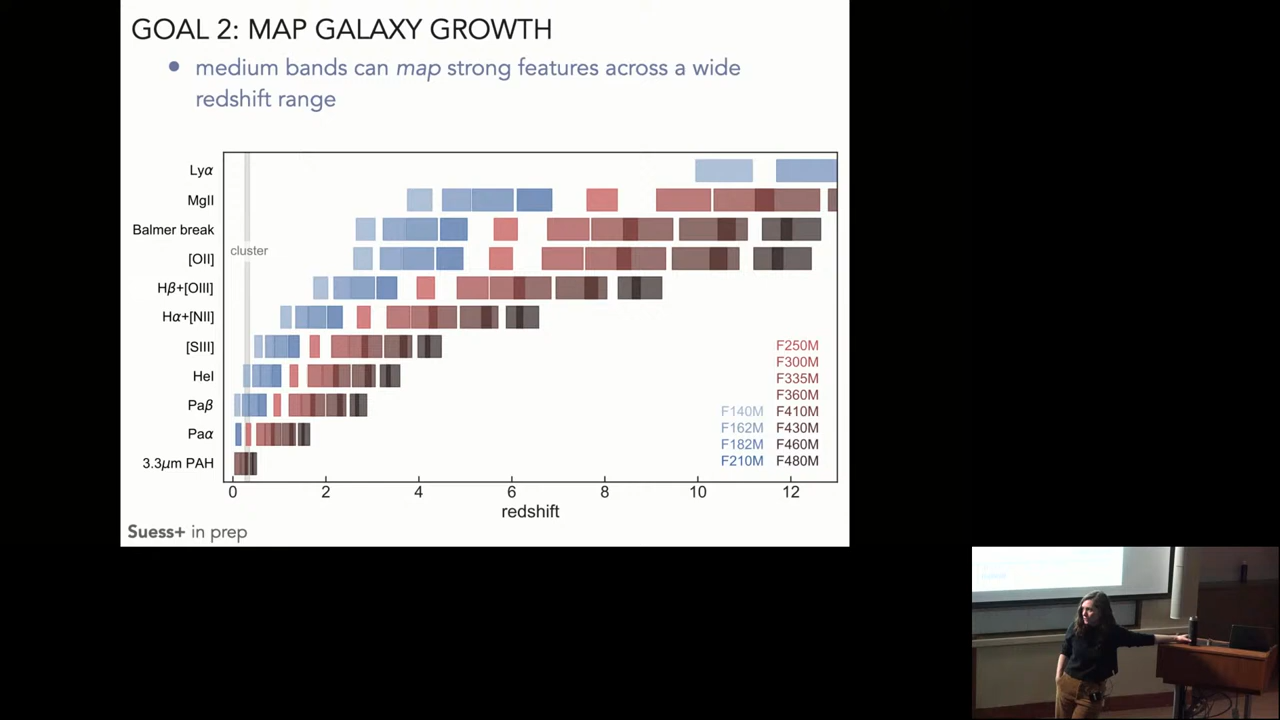 GOAL 2: MAP GALAXY GROWTH
• medium bands can map strong features across a wide
redshift range
Lyα
MgII
Balmer break
[OII]
Hβ+[OIII]
Hα+[NII]
[SIII]
HeI
Paβ
Paα
3.3μm PAH
cluster
F250M
F300M
F335M
F360M
F140M F410M
F162M F430M
F182M F460M
F210M F480M
0 2 4 6 8 10 12
redshift
Suess+ in prep